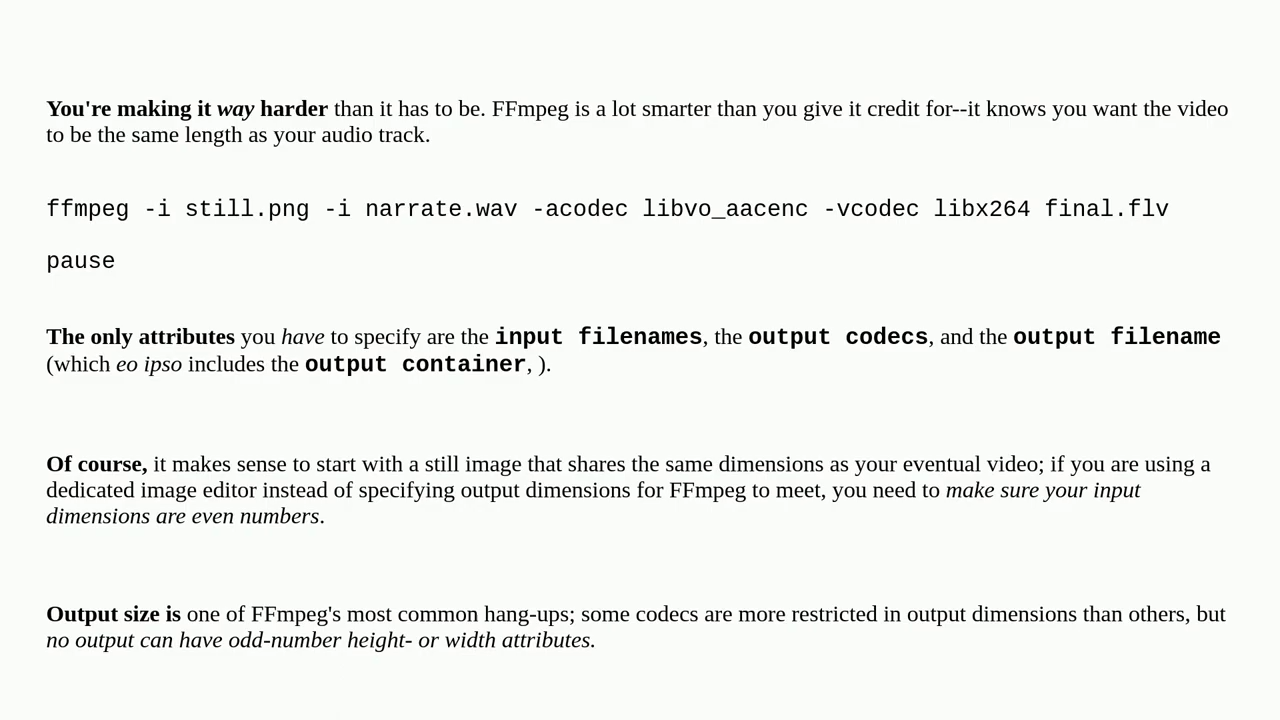 You're making it way harder than it has to be. FFmpeg is a lot smarter than you give it credit for--it knows you want the video
to be the same length as your audio track.
ffmpeg -i still.png -i narrate.wav -acodec libvo_aacenc -vcodec libx264 final.flv
pause
The only attributes you have to specify are the input filenames, the output codecs, and the output filename
(which eo ipso includes the output container, ).
Of course, it makes sense to start with a still image that shares the same dimensions as your eventual video; if you are using a
dedicated image editor instead of specifying output dimensions for FFmpeg to meet, you need to make sure your input
dimensions are even numbers.
Output size is one of FFmpeg's most common hang-ups; some codecs are more restricted in output dimensions than others, but
no output can have odd-number height- or width attributes.